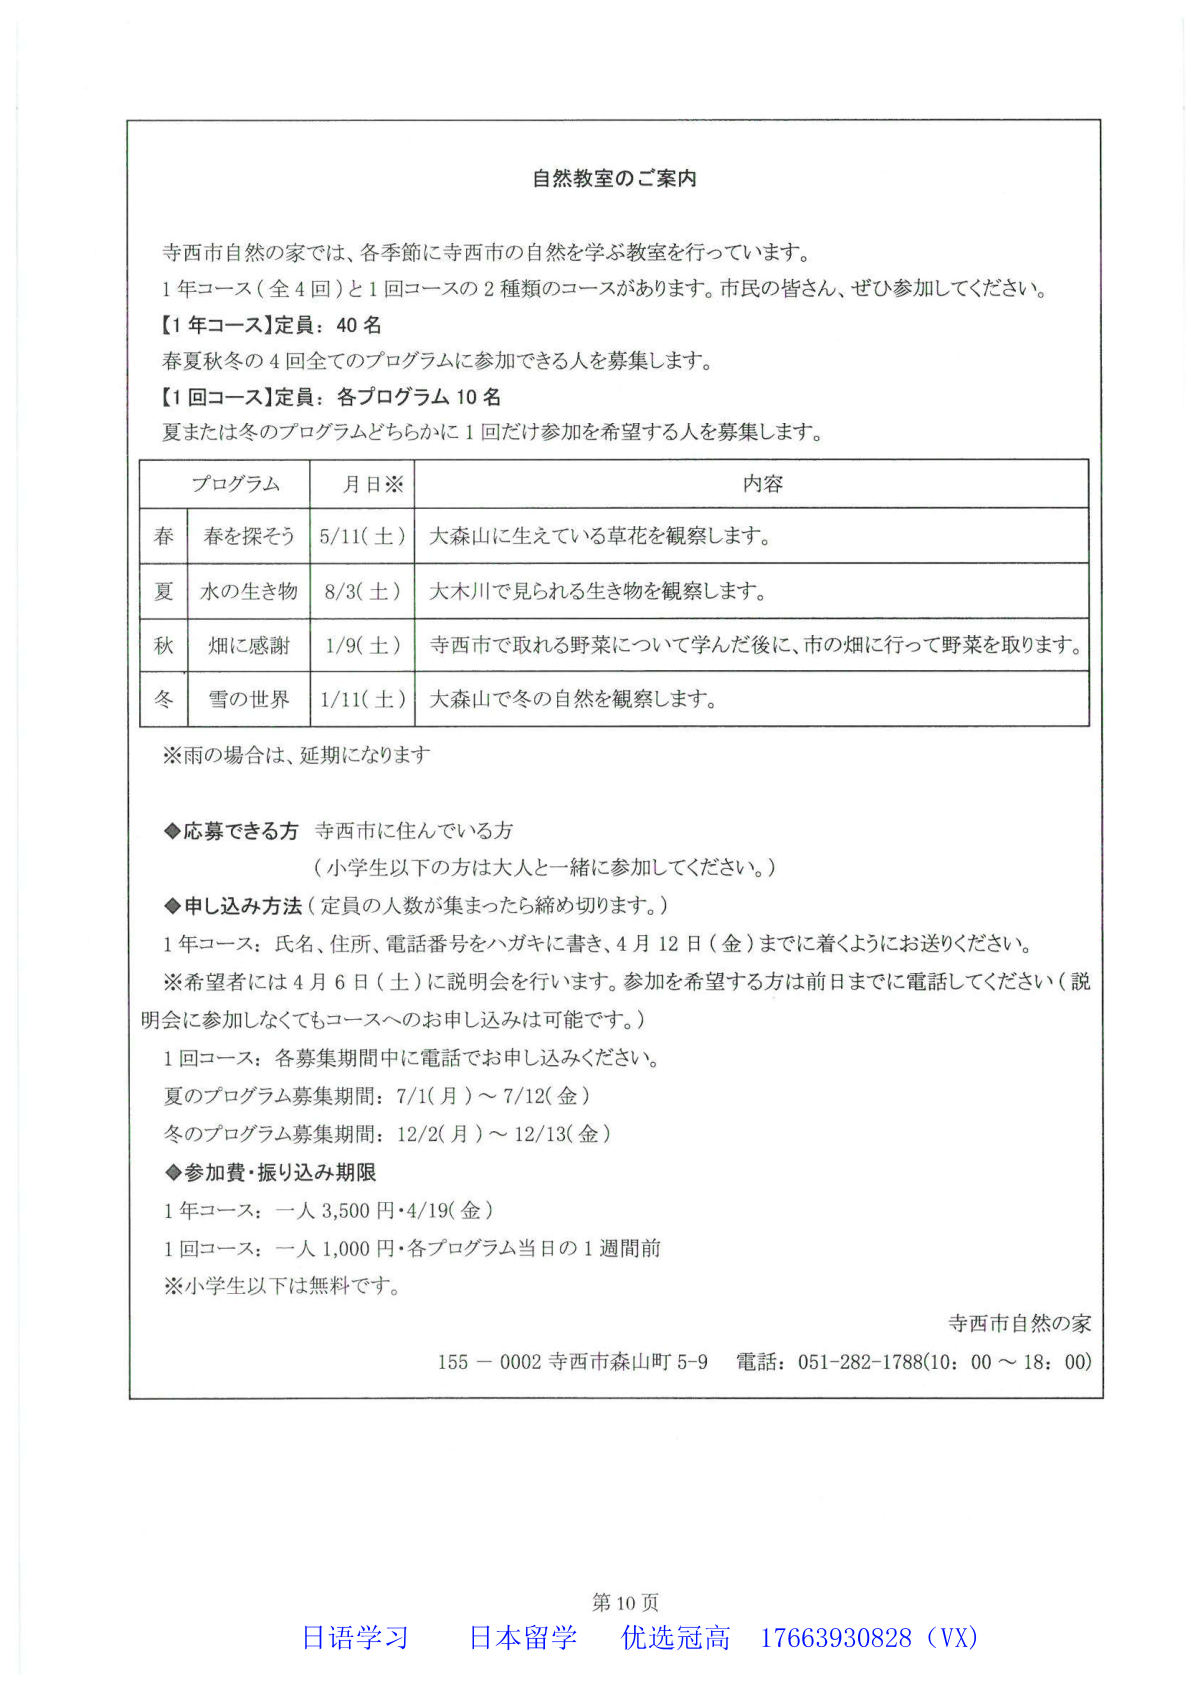 自然教室のご案内
寺西市自然の家では、各季節に寺西市の自然を学ぶ教室を行っています。
1年コース(全4回)と1回コースの2種類のコースがあります。市民の皆さん、ぜひ参加してください。
【1年コース】定員: 40名
春夏秋冬の4回全てのプログラムに参加できる人を募集します。
【1回コース】定員: 各プログラム10名
夏または冬のプログラムどちらかに1回だけ参加を希望する人を募集します。
プログラム 月日※ 内容
春 春を探そう 5/11(土) 大森山に生えている草花を観察します。
夏 水の生き物 8/3(土) 大木川で見られる生き物を観察します。
秋 畑に感謝 1/9(土) 寺西市で取れる野菜について学んだ後に、市の畑に行って野菜を取ります。
冬 雪の世界 1/11(土) 大森山で冬の自然を観察します。
※雨の場合は、延期になります
◆応募できる方 寺西市に住んでいる方
(小学生以下の方は大人と一緒に参加してください。)
◆申し込み方法(定員の人数が集まったら締め切ります。)
1年コース: 氏名、住所、電話番号をハガキに書き、4月12日(金)までに着くようにお送りください。
※希望者には4月6日(土)に説明会を行います。参加を希望する方は前日までに電話してください(説
明会に参加しなくてもコースへのお申し込みは可能です。)
1回コース: 各募集期間中に電話でお申し込みください。
夏のプログラム募集期間: 7/1(月)～7/12(金)
冬のプログラム募集期間: 12/2(月)～12/13(金)
◆参加費・振り込み期限
1年コース: 一人3,500円・4/19(金)
1回コース: 一人1,000円・各プログラム当日の1週間前
※小学生以下は無料です。
寺西市自然の家
155－0002寺西市森山町5-9 電話: 051-282-1788(10: 00～18: 00)
第10页
日语学习 日本留学 优选冠高 17663930828（VX)